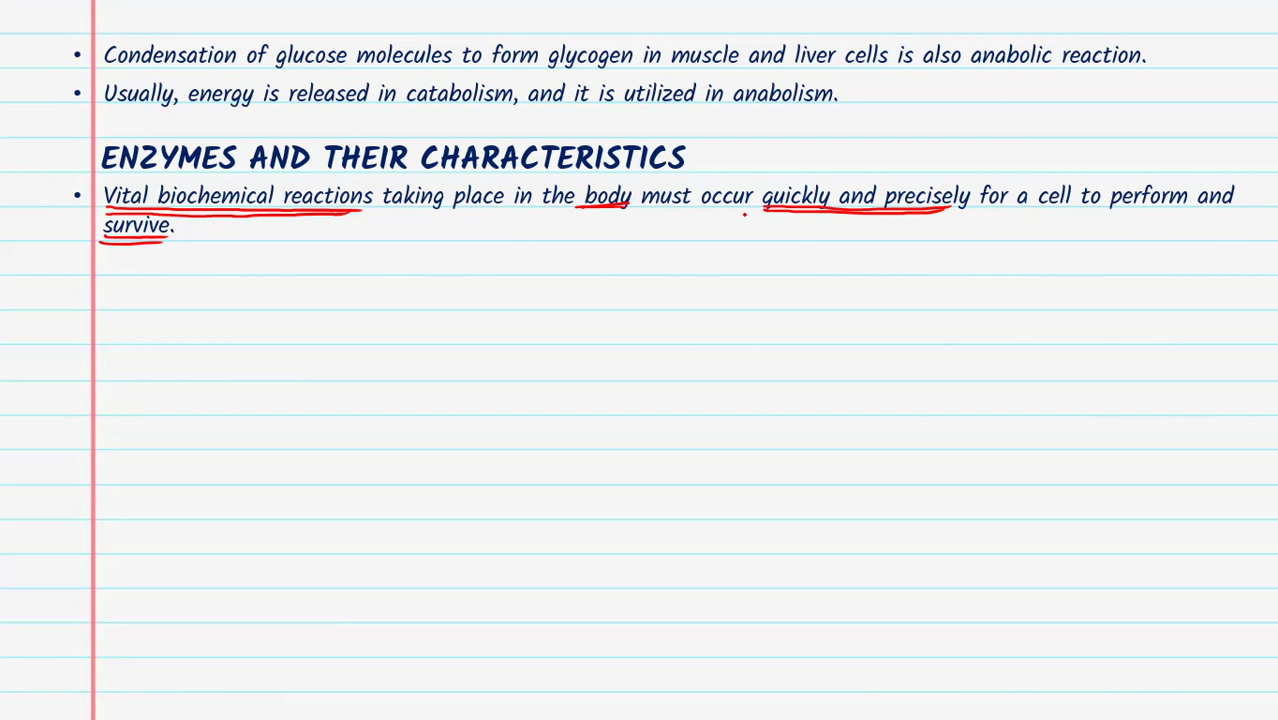 • Condensation of glucose molecules to form glycogen in muscle and liver cells is also anabolic reaction.
• Usually, energy is released in catabolism, and it is utilized in anabolism.
ENZYMES AND THEIR CHARACTERISTICS
• Vital biochemical reactions taking place in the body must occur quickly and precisely for a cell to perform and
survive.